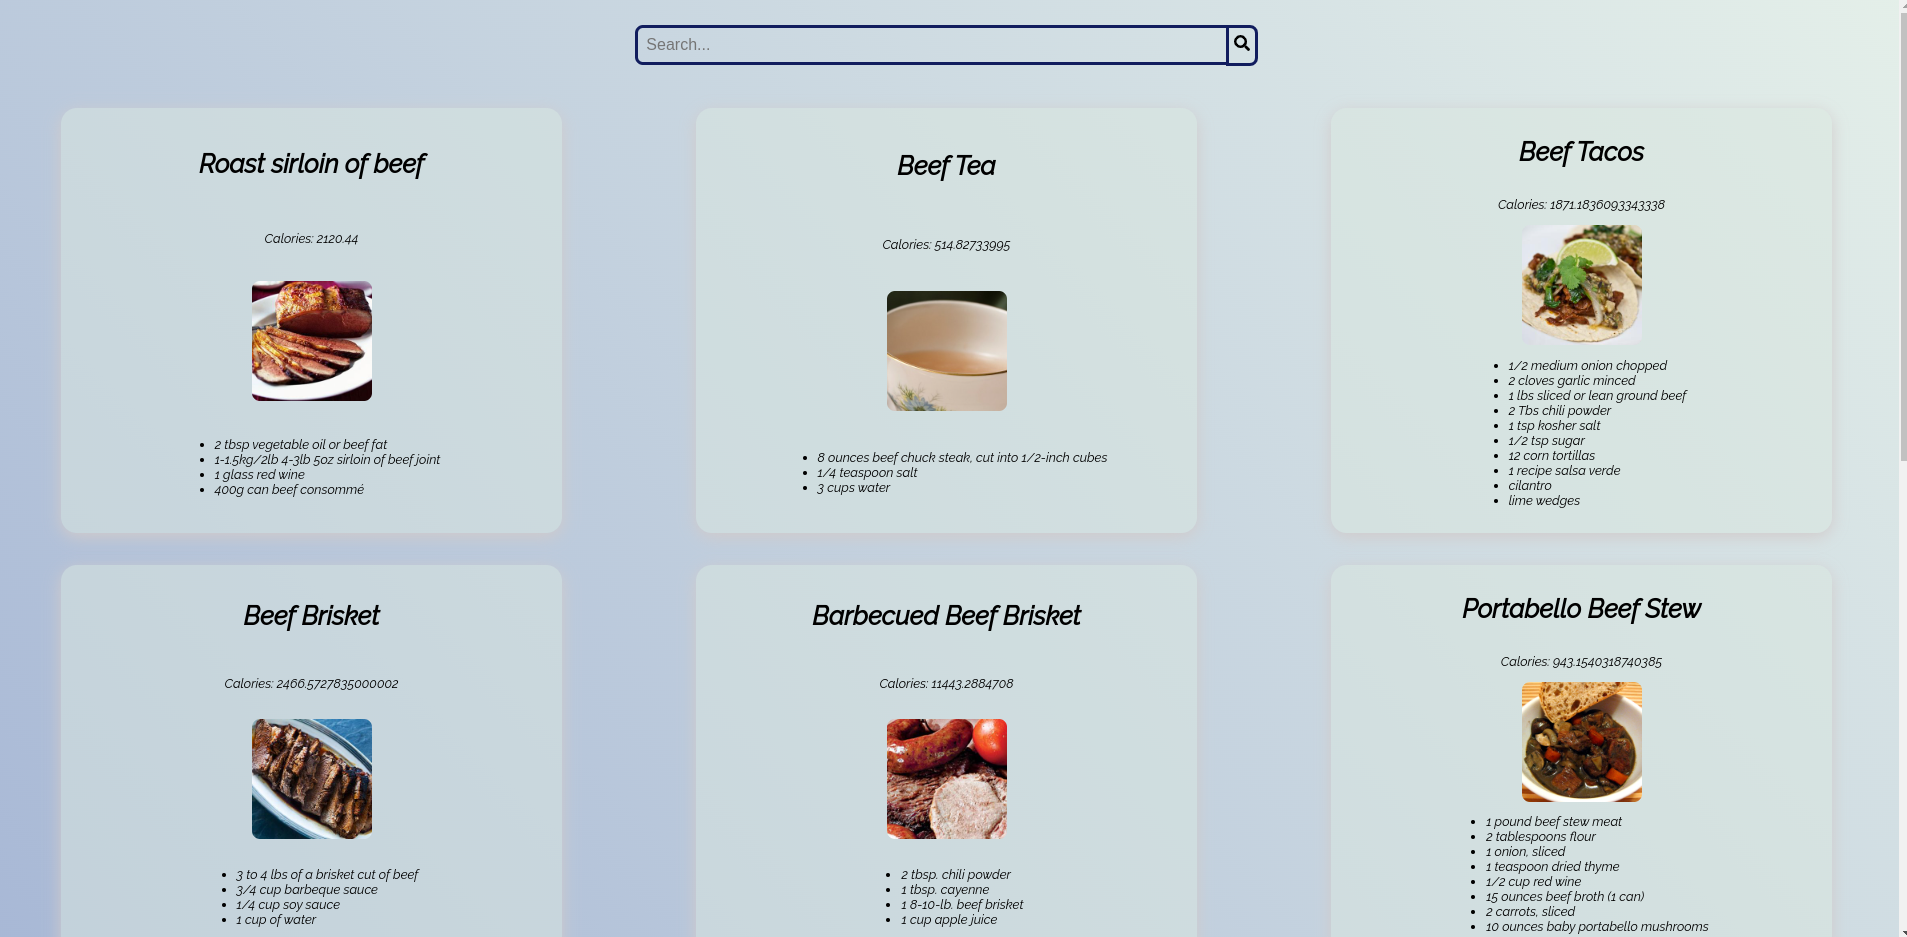 Search...
Roast sirloin of beef
Calories: 2120.44
2 tbsp vegetable oil or beef fat
1-1.5kg/2lb 4-3lb 5oz sirloin of beef joint
1 glass red wine
400g can beef consommé
Beef Tea
Calories: 514.82733995
8 ounces beef chuck steak, cut into 1/2-inch cubes
1/4 teaspoon salt
3 cups water
Beef Tacos
Calories: 1871.1836093343338
1/2 medium onion chopped
2 cloves garlic minced
1 lbs sliced or lean ground beef
2 Tbs chili powder
1 tsp kosher salt
1/2 tsp sugar
12 corn tortillas
1 recipe salsa verde
cilantro
lime wedges
Beef Brisket
Calories: 2466.5727835000002
3 to 4 lbs of a brisket cut of beef
3/4 cup barbeque sauce
1/4 cup soy sauce
1 cup of water
Barbecued Beef Brisket
Calories: 11443.2884708
2 tbsp. chili powder
1 tbsp. cayenne
1 8-10-lb. beef brisket
1 cup apple juice
Portabello Beef Stew
Calories: 943.1540318740385
1 pound beef stew meat
2 tablespoons flour
1 onion, sliced
1 teaspoon dried thyme
1/2 cup red wine
15 ounces beef broth (1 can)
2 carrots, sliced
10 ounces baby portabello mushrooms